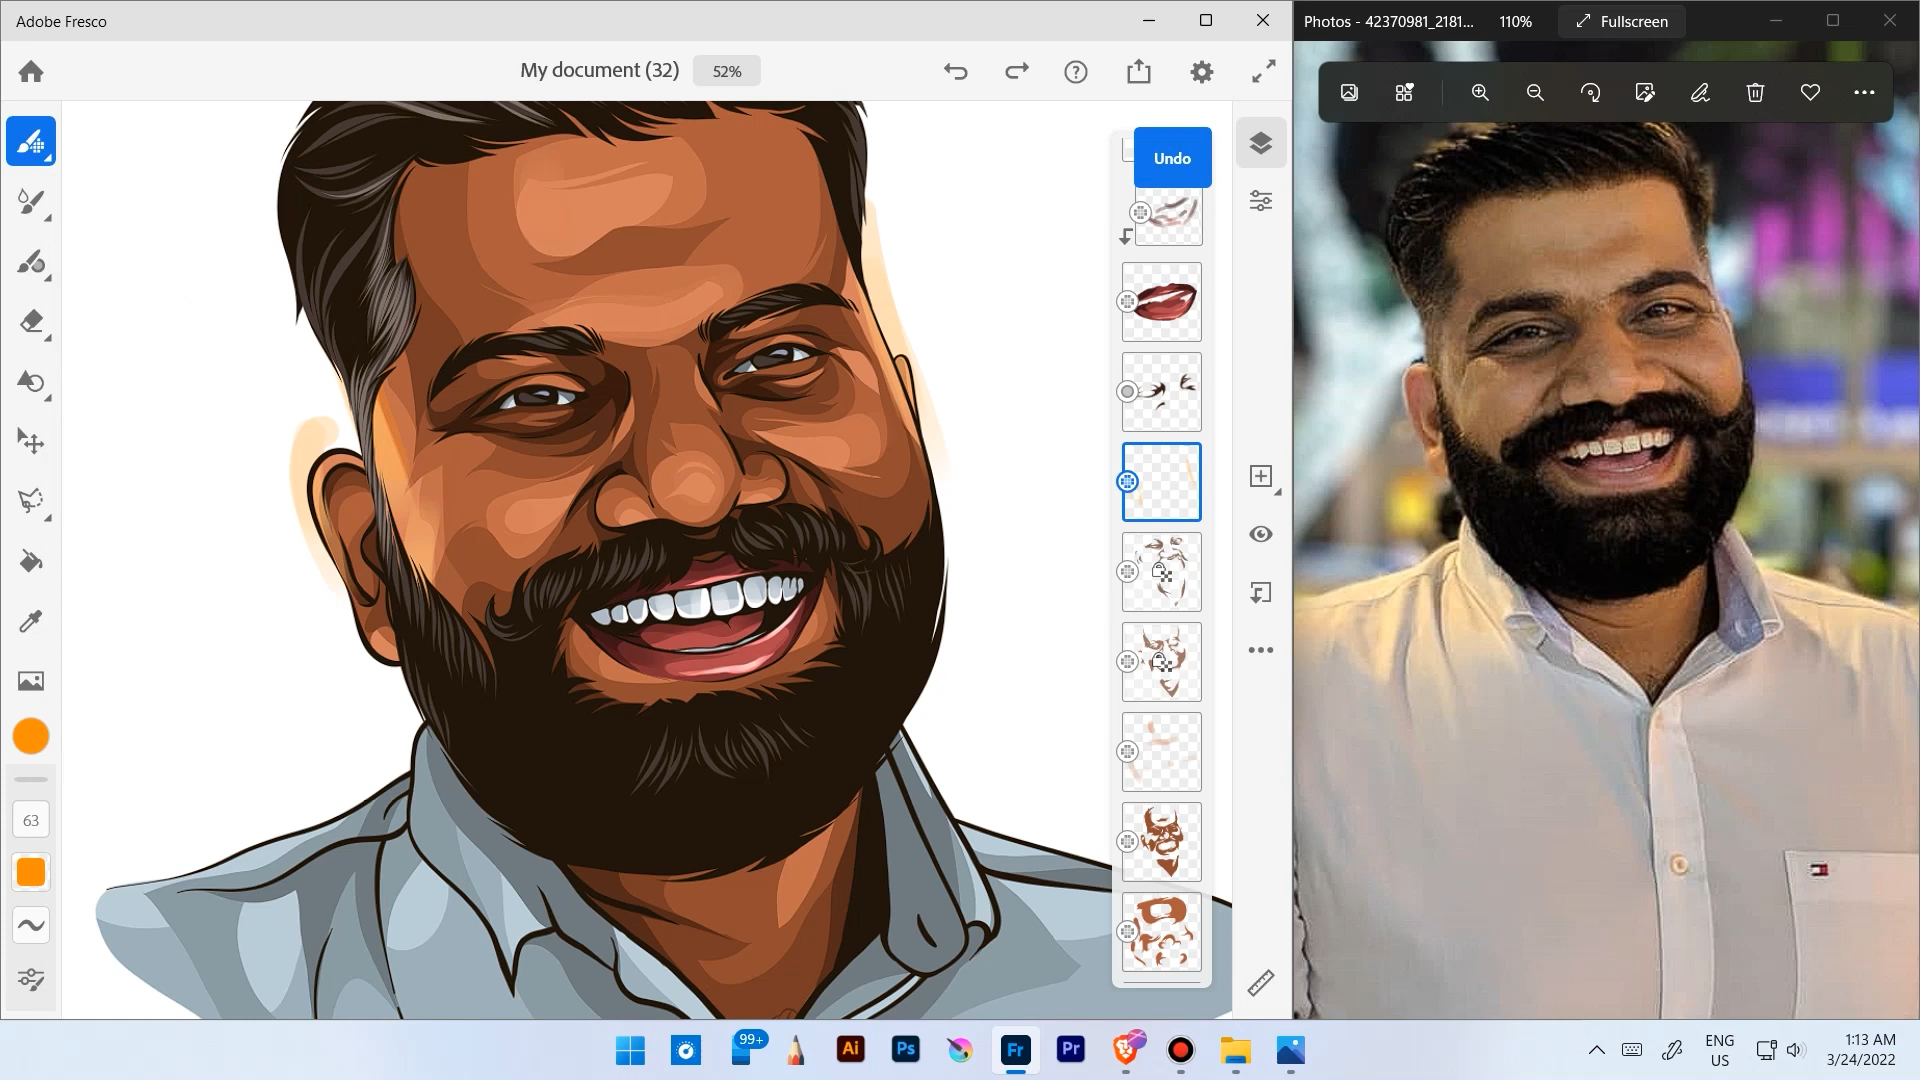 Adobe Fresco
My document (32)
52%
Undo
63
Photos - 42370981_2181...
110%
Fullscreen
99+
Ai
Ps
Fr
Pr
ENG
US
1:13 AM
3/24/2022